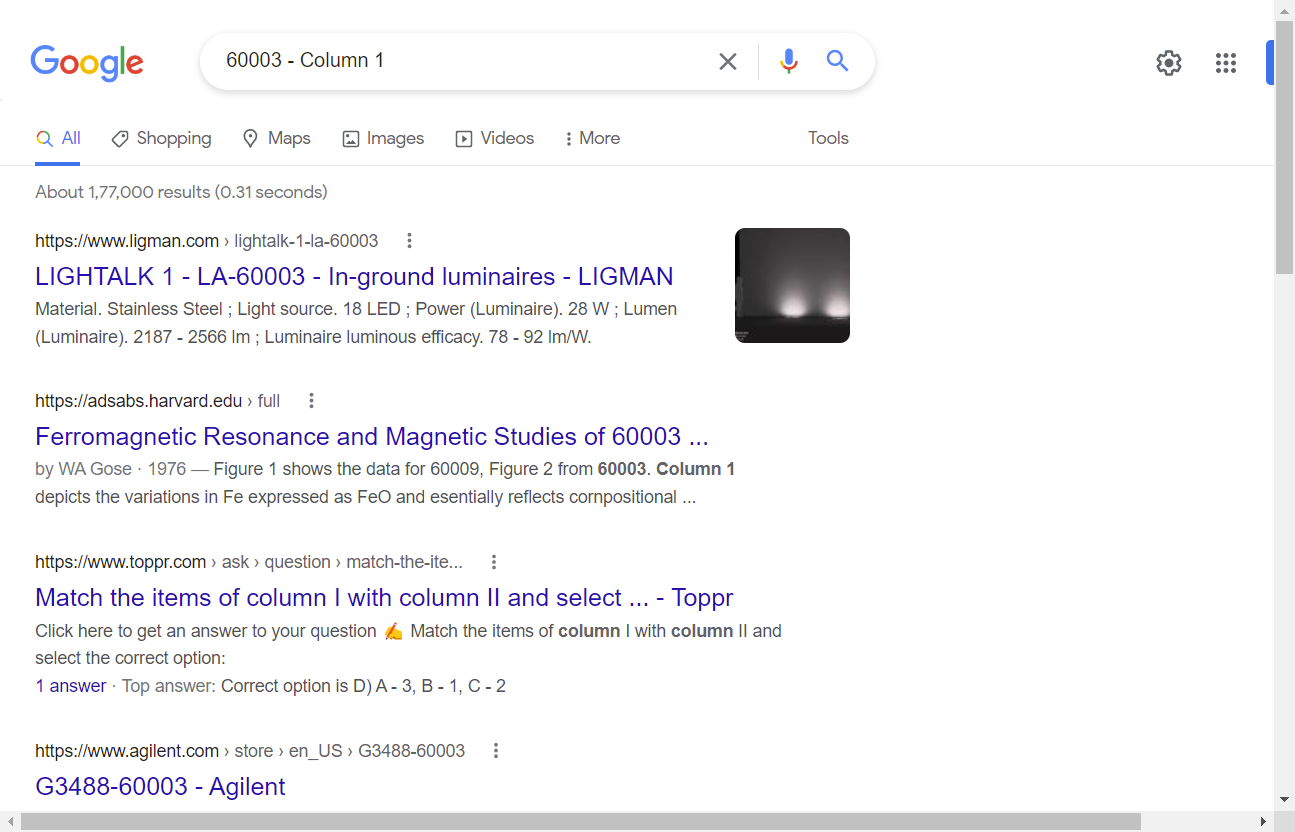 Google
60003 - Column 1
All
Shopping
Maps
Images
Videos
More
Tools
About 1,77,000 results (0.31 seconds)
https://www.ligman.com › lightalk-1-la-60003
LIGHTALK 1 - LA-60003 - In-ground luminaires - LIGMAN
Material. Stainless Steel ; Light source. 18 LED ; Power (Luminaire). 28 W ; Lumen
(Luminaire). 2187 - 2566 lm ; Luminaire luminous efficacy. 78 - 92 lm/W.
https://adsabs.harvard.edu › full
Ferromagnetic Resonance and Magnetic Studies of 60003 ...
by WA Gose · 1976 — Figure 1 shows the data for 60009, Figure 2 from 60003. Column 1
depicts the variations in Fe expressed as FeO and esentially reflects cornpositional ...
https://www.toppr.com › ask › question › match-the-ite...
Match the items of column I with column II and select ... - Toppr
Click here to get an answer to your question ✍ Match the items of column I with column II and
select the correct option:
1 answer · Top answer: Correct option is D) A - 3, B - 1, C - 2
https://www.agilent.com › store › en_US › G3488-60003
G3488-60003 - Agilent